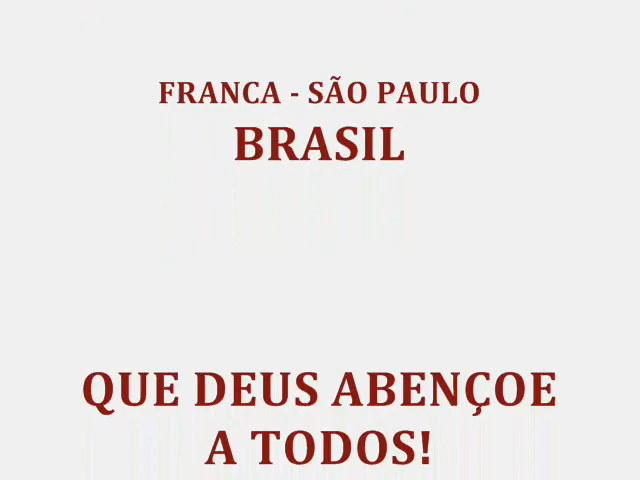 FRANCA - SÃO PAULO
BRASIL
QUE DEUS ABENÇOE
A TODOS!